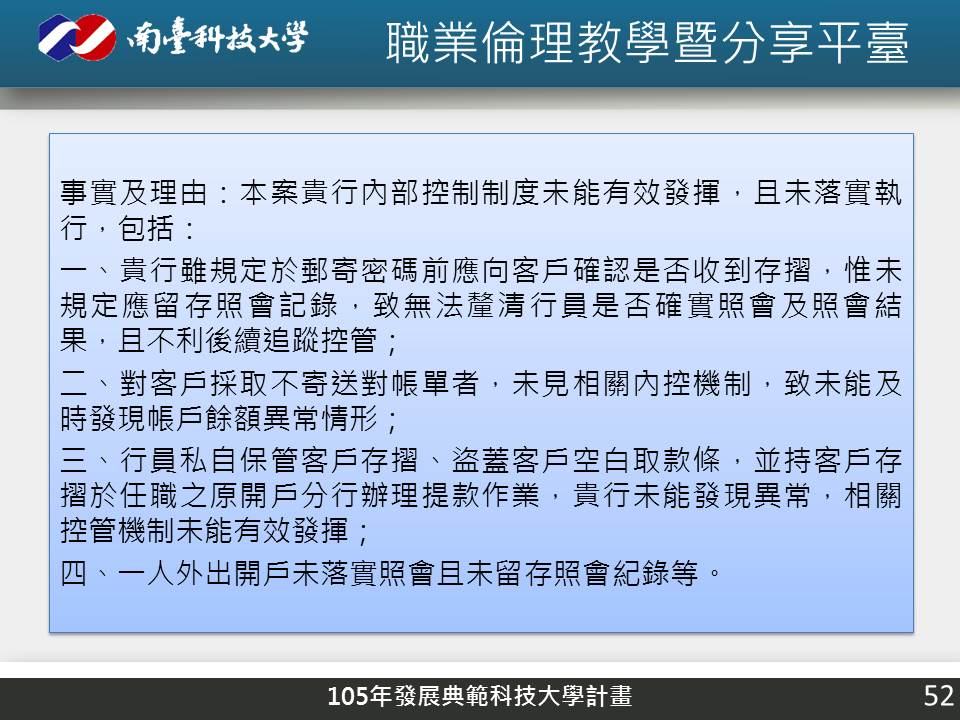 南臺科技大學
職業倫理教學暨分享平臺
事實及理由：本案貴行內部控制制度未能有效發揮，且未落實執
行，包括：
一、貴行雖規定於郵寄密碼前應向客戶確認是否收到存摺，惟未
規定應留存照會記錄，致無法釐清行員是否確實照會及照會結
果，且不利後續追蹤控管；
二、對客戶採取不寄送對帳單者，未見相關內控機制，致未能及
時發現帳戶餘額異常情形；
三、行員私自保管客戶存摺、盜蓋客戶空白取款條，並持客戶存
摺於任職之原開戶分行辦理提款作業，貴行未能發現異常，相關
控管機制未能有效發揮；
四、一人外出開戶未落實照會且未留存照會紀錄等。
105年發展典範科技大學計畫
52